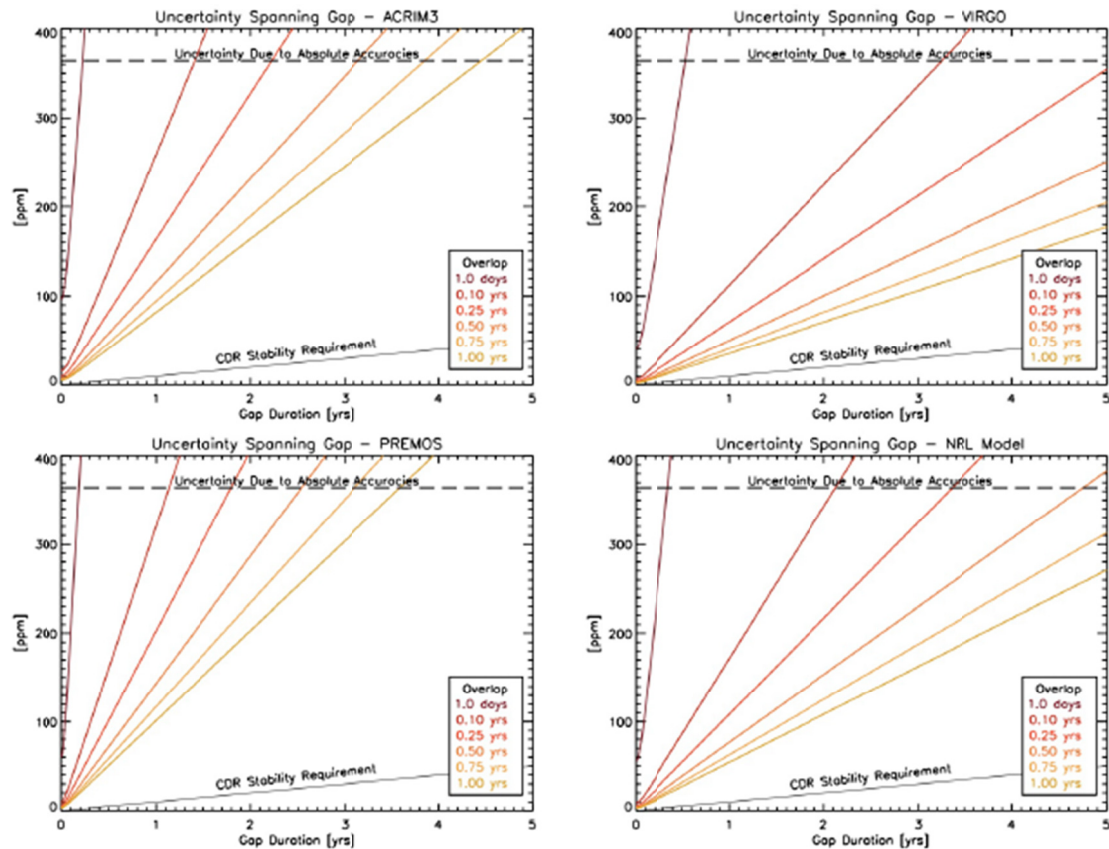 Uncertainty Spanning Gap – ACRIM3
400
Uncertainty Due to Absolute Accuracies
300
[ppm]
200
100
0
Overlap
1.0 days
0.10 yrs
0.25 yrs
0.50 yrs
0.75 yrs
1.00 yrs
CDR Stability Requirement
0 1 2 3 4 5
Gap Duration [yrs]
Uncertainty Spanning Gap – VIRGO
400
Uncertainty Due to Absolute Accuracies
300
[ppm]
200
100
0
Overlap
1.0 days
0.10 yrs
0.25 yrs
0.50 yrs
0.75 yrs
1.00 yrs
CDR Stability Requirement
0 1 2 3 4 5
Gap Duration [yrs]
Uncertainty Spanning Gap – PREMOS
400
Uncertainty Due to Absolute Accuracies
300
[ppm]
200
100
0
Overlap
1.0 days
0.10 yrs
0.25 yrs
0.50 yrs
0.75 yrs
1.00 yrs
CDR Stability Requirement
0 1 2 3 4 5
Gap Duration [yrs]
Uncertainty Spanning Gap – NRL Model
400
Uncertainty Due to Absolute Accuracies
300
[ppm]
200
100
0
Overlap
1.0 days
0.10 yrs
0.25 yrs
0.50 yrs
0.75 yrs
1.00 yrs
CDR Stability Requirement
0 1 2 3 4 5
Gap Duration [yrs]